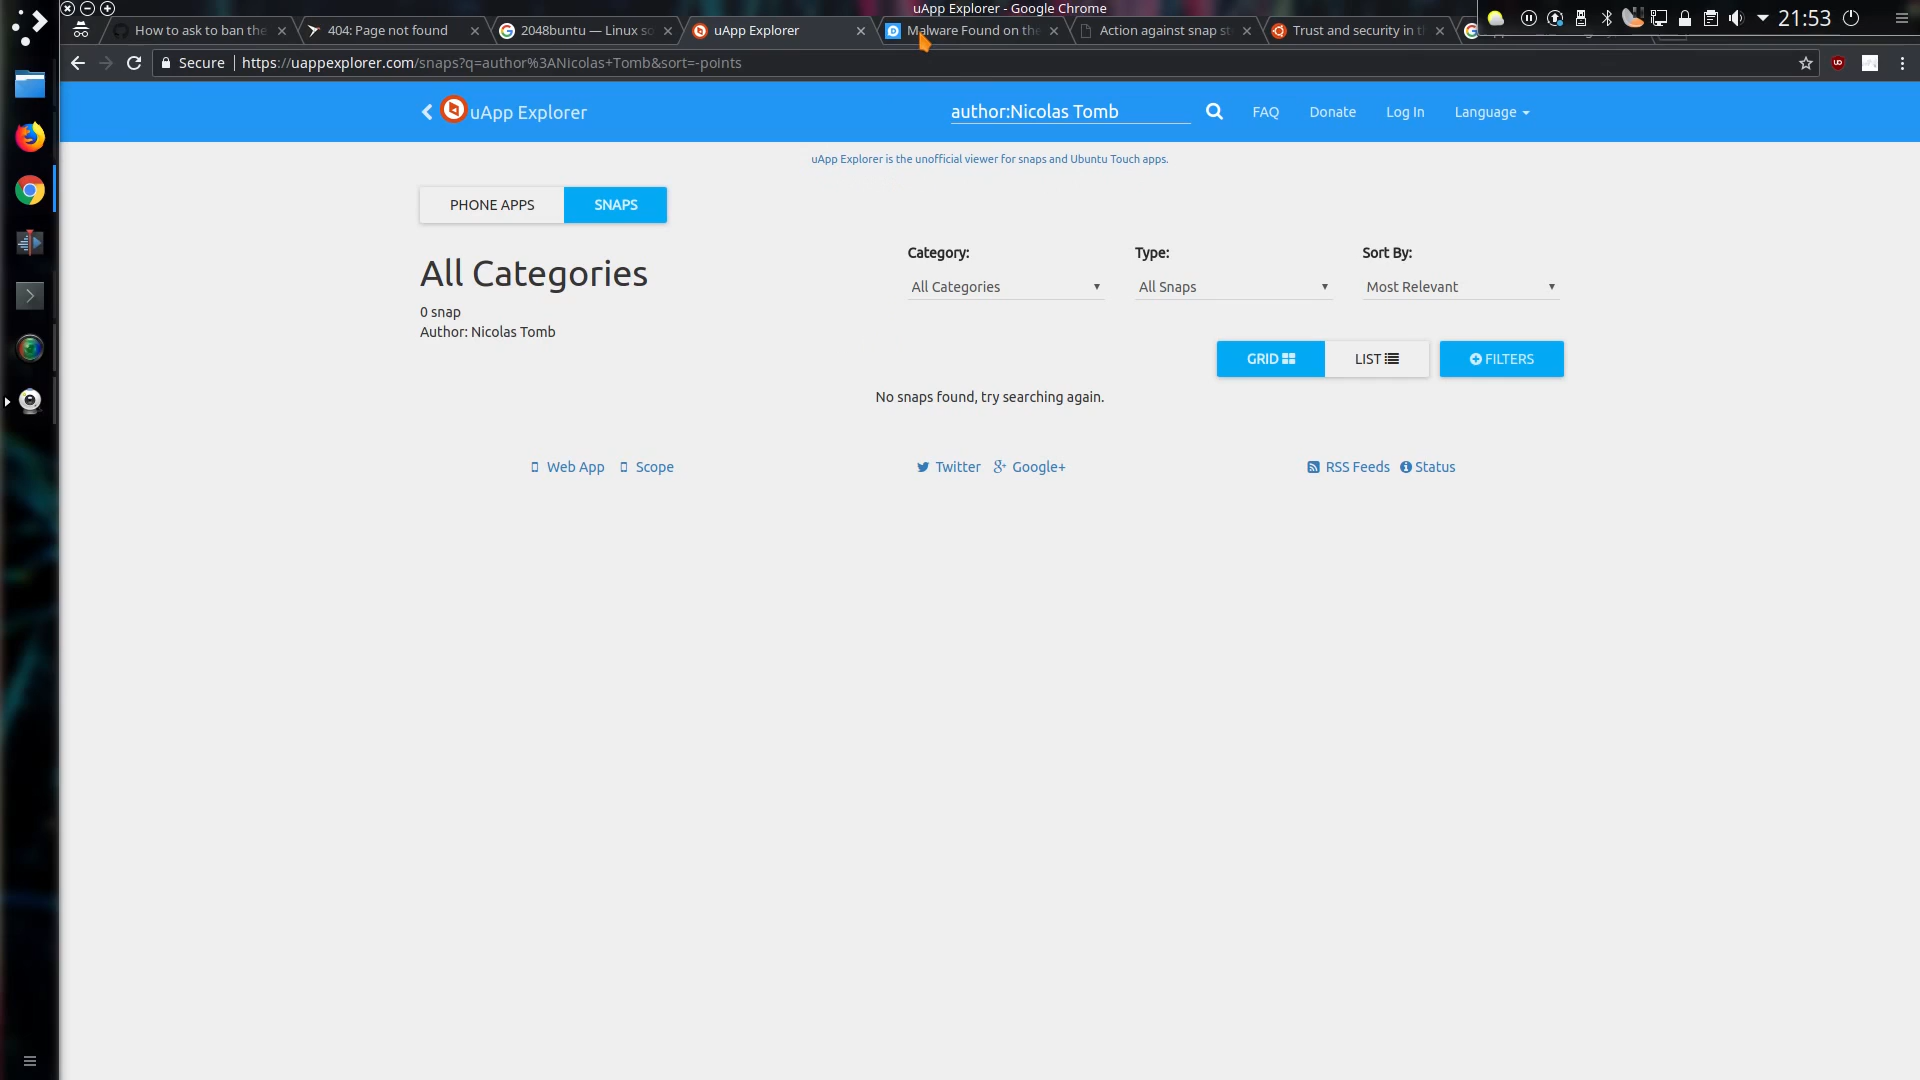 uApp Explorer - Google Chrome
How to ask to ban the
404: Page not found
2048buntu — Linux so
uApp Explorer
Malware Found on the
Action against snap st
Trust and security in t
21:53
Secure
https://uappexplorer.com/snaps?q=author%3ANicolas+Tomb&sort=-points
uApp Explorer
author:Nicolas Tomb
FAQ
Donate
Log In
Language
uApp Explorer is the unofficial viewer for snaps and Ubuntu Touch apps.
PHONE APPS
SNAPS
All Categories
0 snap
Author: Nicolas Tomb
Category:
All Categories
Type:
All Snaps
Sort By:
Most Relevant
GRID
LIST
FILTERS
No snaps found, try searching again.
Web App
Scope
Twitter
Google+
RSS Feeds
Status